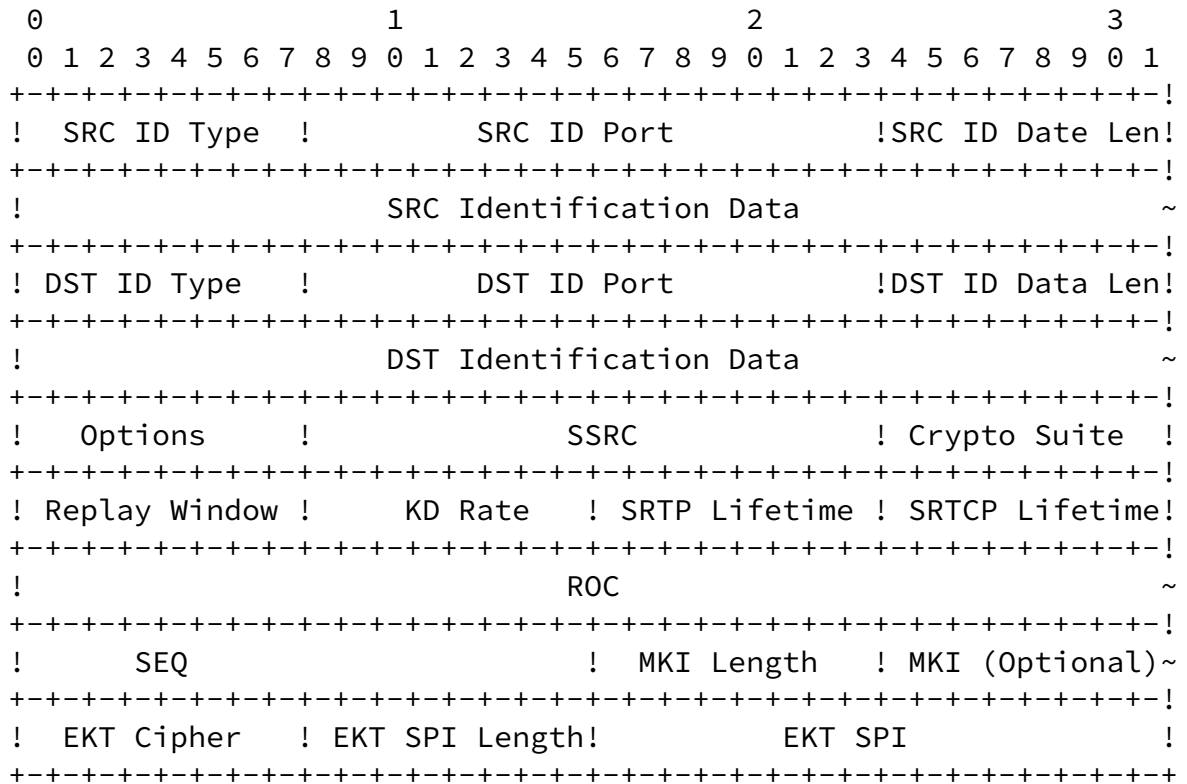 0                   1                   2                   3
 0 1 2 3 4 5 6 7 8 9 0 1 2 3 4 5 6 7 8 9 0 1 2 3 4 5 6 7 8 9 0 1
+-+-+-+-+-+-+-+-+-+-+-+-+-+-+-+-+-+-+-+-+-+-+-+-+-+-+-+-+-+-+-+-!
!  SRC ID Type  !         SRC ID Port           !SRC ID Date Len!
+-+-+-+-+-+-+-+-+-+-+-+-+-+-+-+-+-+-+-+-+-+-+-+-+-+-+-+-+-+-+-+-!
!                    SRC Identification Data                    ~
+-+-+-+-+-+-+-+-+-+-+-+-+-+-+-+-+-+-+-+-+-+-+-+-+-+-+-+-+-+-+-+-!
! DST ID Type   !         DST ID Port           !DST ID Data Len!
+-+-+-+-+-+-+-+-+-+-+-+-+-+-+-+-+-+-+-+-+-+-+-+-+-+-+-+-+-+-+-+-!
!                    DST Identification Data                    ~
+-+-+-+-+-+-+-+-+-+-+-+-+-+-+-+-+-+-+-+-+-+-+-+-+-+-+-+-+-+-+-+-!
!   Options     !              SSRC             ! Crypto Suite  !
+-+-+-+-+-+-+-+-+-+-+-+-+-+-+-+-+-+-+-+-+-+-+-+-+-+-+-+-+-+-+-+-!
! Replay Window !     KD Rate   ! SRTP Lifetime ! SRTCP Lifetime!
+-+-+-+-+-+-+-+-+-+-+-+-+-+-+-+-+-+-+-+-+-+-+-+-+-+-+-+-+-+-+-+-!
!                              ROC                              ~
+-+-+-+-+-+-+-+-+-+-+-+-+-+-+-+-+-+-+-+-+-+-+-+-+-+-+-+-+-+-+-+-!
!      SEQ                      !  MKI Length   ! MKI (Optional)~
+-+-+-+-+-+-+-+-+-+-+-+-+-+-+-+-+-+-+-+-+-+-+-+-+-+-+-+-+-+-+-+-!
!  EKT Cipher   ! EKT SPI Length!          EKT SPI              !
+-+-+-+-+-+-+-+-+-+-+-+-+-+-+-+-+-+-+-+-+-+-+-+-+-+-+-+-+-+-+-+-+